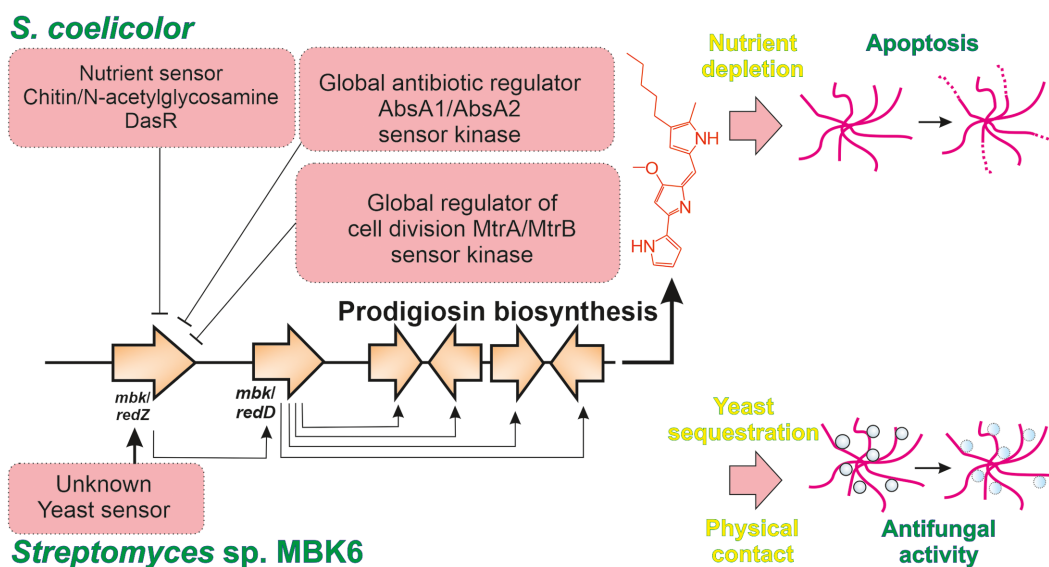 S. coelicolor
Nutrient sensor
Chitin/N-acetylglycosamine
DasR
Global antibiotic regulator
AbsA1/AbsA2
sensor kinase
Global regulator of
cell division MtrA/MtrB
sensor kinase
NH
O
N
HN
Nutrient
depletion
Apoptosis
Prodigiosin biosynthesis
mbk/
redZ
mbk/
redD
Unknown
Yeast sensor
Streptomyces sp. MBK6
Yeast
sequestration
Physical
contact
Antifungal
activity